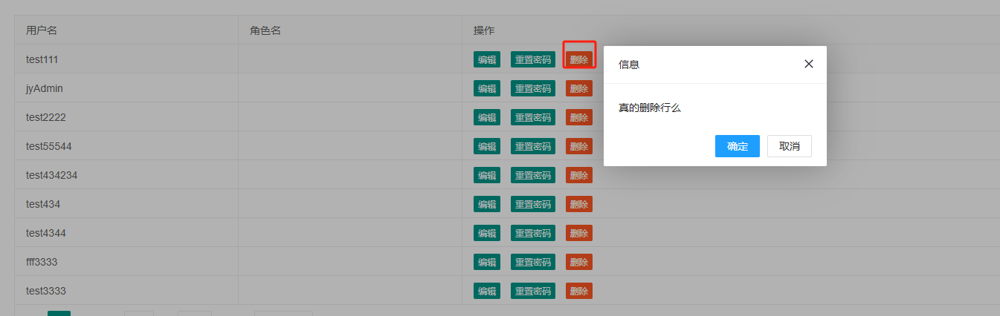 用户名 角色名 操作
test111 编辑 重置密码 删除
信息
jyAdmin 编辑 重置密码 删除
真的删除行么
test2222 编辑 重置密码 删除
test55544 编辑 重置密码 删除
确定 取消
test434234 编辑 重置密码 删除
test434 编辑 重置密码 删除
test4344 编辑 重置密码 删除
fff3333 编辑 重置密码 删除
test3333 编辑 重置密码 删除